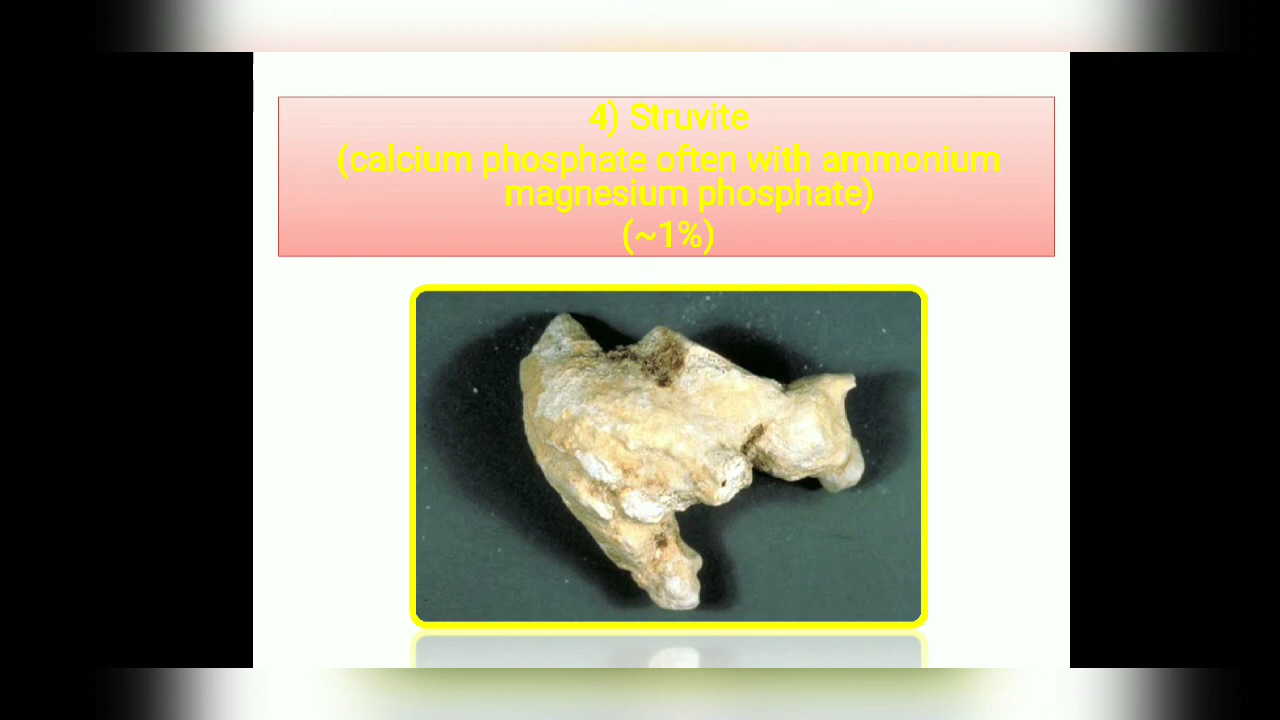 4) Struvite
(calcium phosphate often with ammonium
magnesium phosphate)
(~1%)